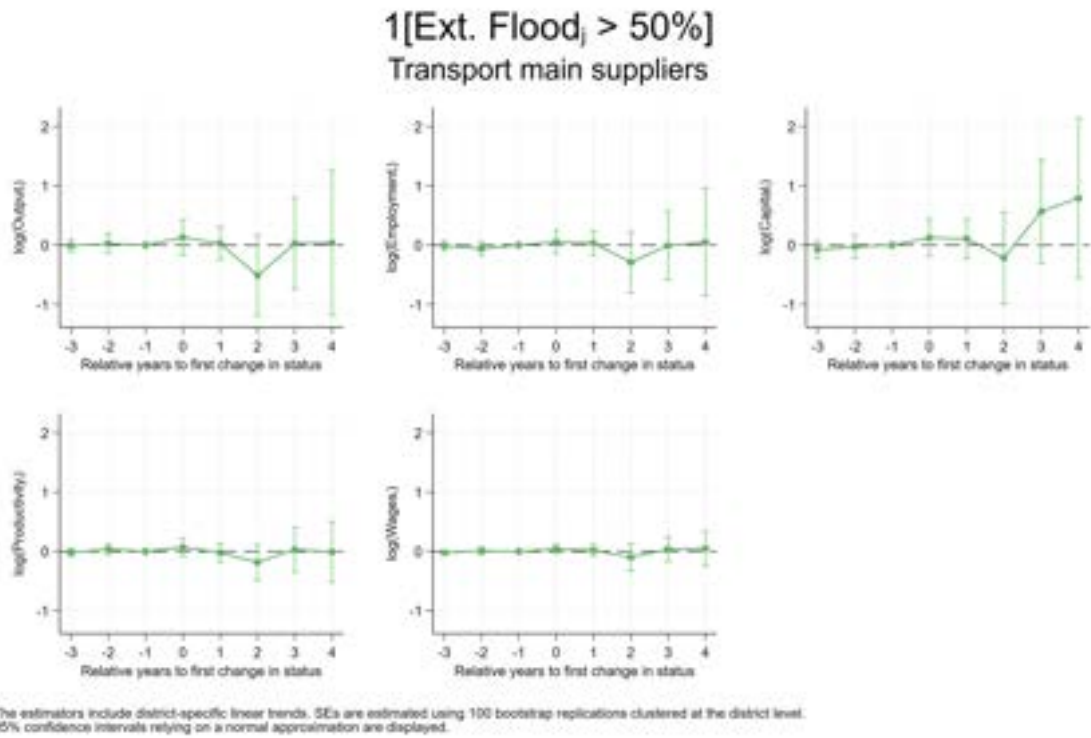 1[Ext. Floodⱼ > 50%]
Transport main suppliers
log(Output,)
2
1
0
-1
-3 -2 -1 0 1 2 3 4
Relative years to first change in status
log(Employment,)
2
1
0
-1
-3 -2 -1 0 1 2 3 4
Relative years to first change in status
log(Capital,)
2
1
0
-1
-3 -2 -1 0 1 2 3 4
Relative years to first change in status
log(Productivity,)
2
1
0
-1
-3 -2 -1 0 1 2 3 4
Relative years to first change in status
log(Wages,)
2
1
0
-1
-3 -2 -1 0 1 2 3 4
Relative years to first change in status
he estimators include district-specific linear trends. SEs are estimated using 100 bootstrap replications clustered at the district level.
5% confidence intervals relying on a normal approximation are displayed.